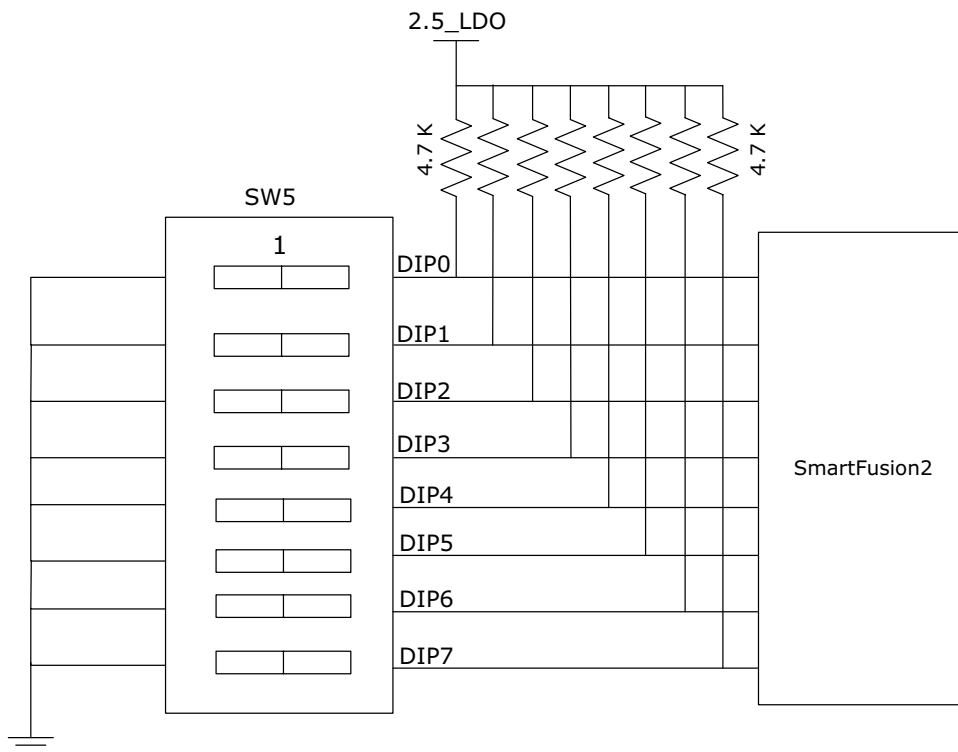 2.5_LDO
4.7 K
4.7 K
SW5
1
DIP0
DIP1
DIP2
DIP3
DIP4
DIP5
DIP6
DIP7
SmartFusion2